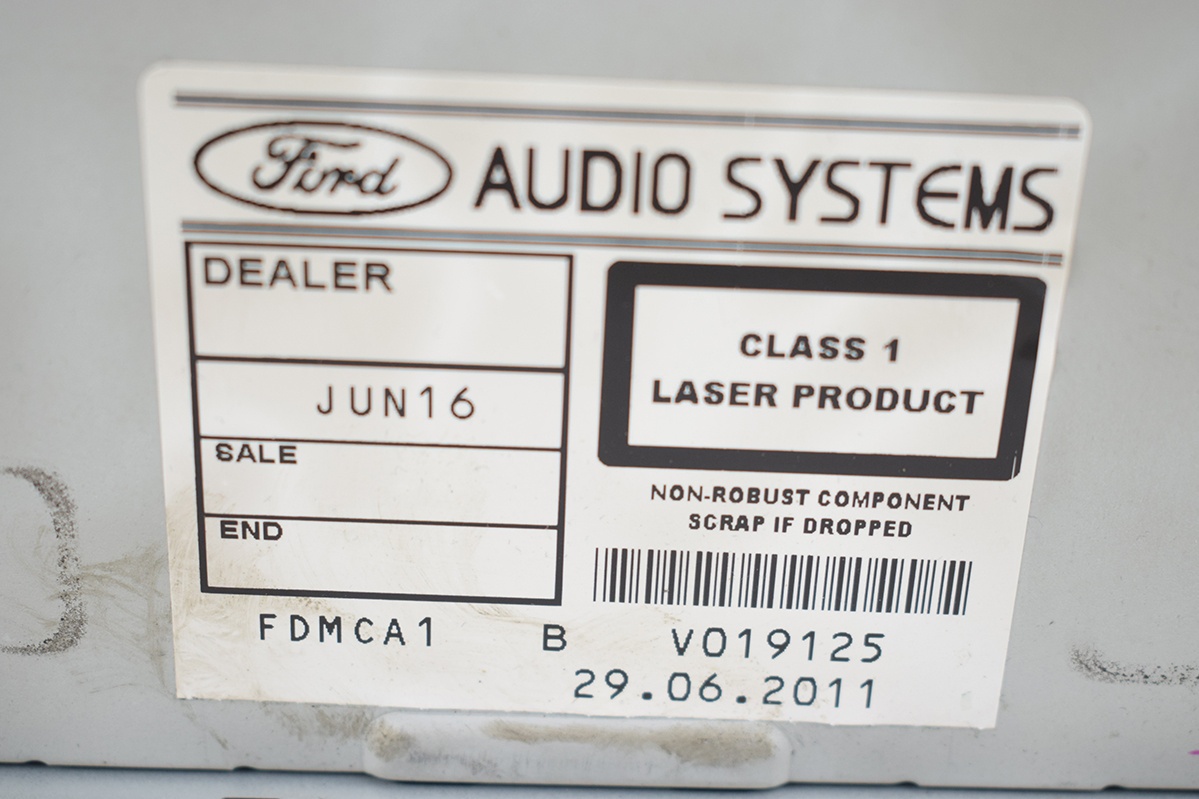 Ford AUDIO SYSTEMS
DEALER
JUN16
SALE
END
CLASS 1
LASER PRODUCT
NON-ROBUST COMPONENT
SCRAP IF DROPPED
FDMCA1 B V019125
29.06.2011